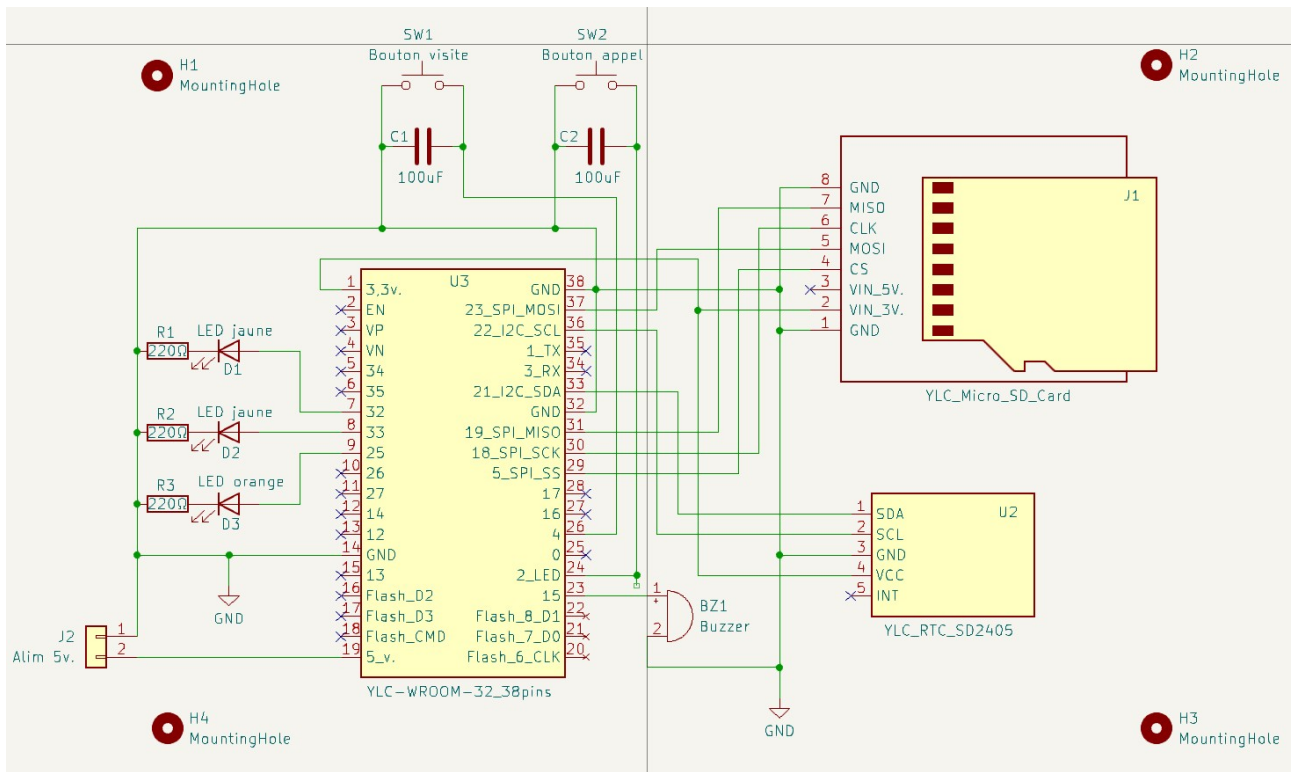 SW1
Bouton visite
SW2
Bouton appel
H1
MountingHole
H2
MountingHole
C1
100uF
C2
100uF
J1
8 GND
7 MISO
6 CLK
5 MOSI
4 CS
3 VIN_5V.
2 VIN_3V.
1 GND
YLC_Micro_SD_Card
U3
1 3,3v.
2 EN
3 VP
4 VN
5 34
6 35
7 32
8 33
9 25
10 26
11 27
12 14
13 12
14 GND
15 13
16 Flash_D2
17 Flash_D3
18 Flash_CMD
19 5_v.
GND 38
23_SPI_MOSI 37
22_I2C_SCL 36
1_TX 35
3_RX 34
21_I2C_SDA 33
GND 32
19_SPI_MISO 31
18_SPI_SCK 30
5_SPI_SS 29
17 28
16 27
4 26
0 25
2_LED 24
15 23
Flash_8_D1 22
Flash_7_D0 21
Flash_6_CLK 20
YLC-WROOM-32_38pins
R1
220Ω
LED jaune
D1
R2
220Ω
LED jaune
D2
R3
220Ω
LED orange
D3
GND
J2
Alim 5v.
1
2
1
+
2
BZ1
Buzzer
U2
1 SDA
2 SCL
3 GND
4 VCC
5 INT
YLC_RTC_SD2405
GND
H4
MountingHole
H3
MountingHole